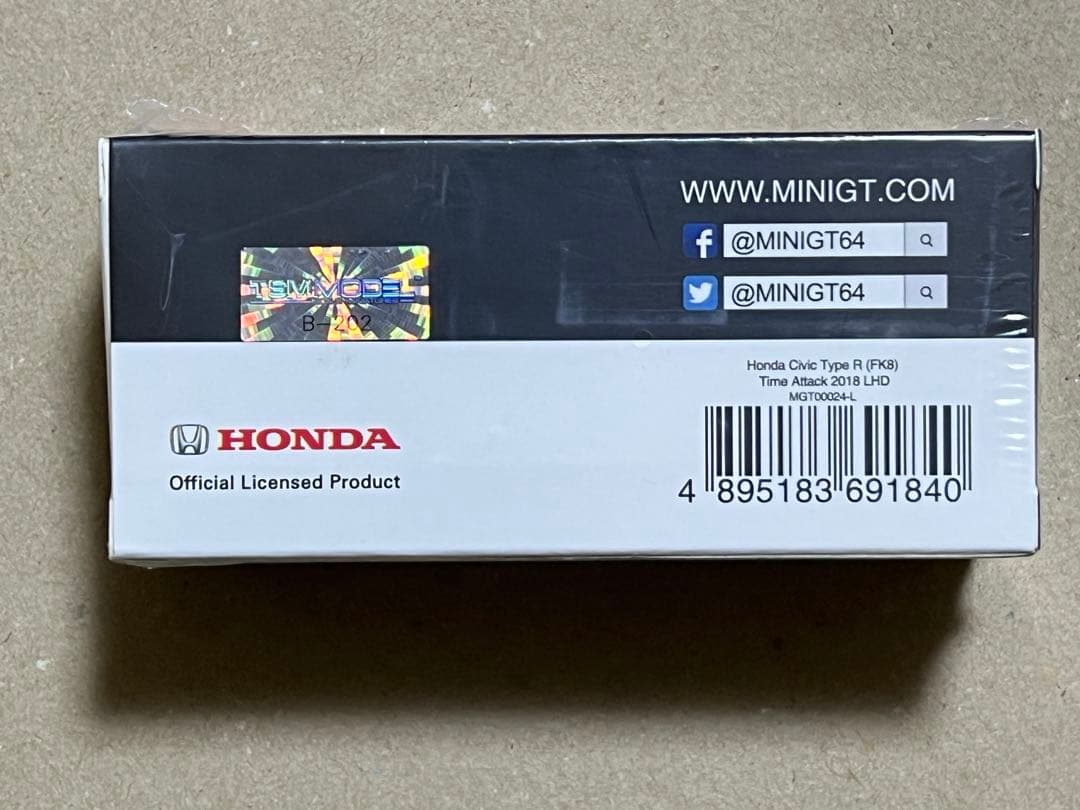 WWW.MINIGT.COM
f @MINIGT64
@MINIGT64
TSM MODEL
B-202
Honda Civic Type R (FK8)
Time Attack 2018 LHD
MGT00024-L
HONDA
Official Licensed Product
4 895183 691840